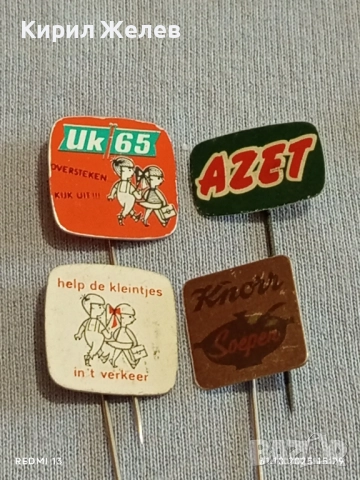 Кирил Желев
Uk 65
OVERSTEKEN
KIJK UIT!!!
AZET
help de kleintjes
in't verkeer
Knorr
Soepen
REDMI 13